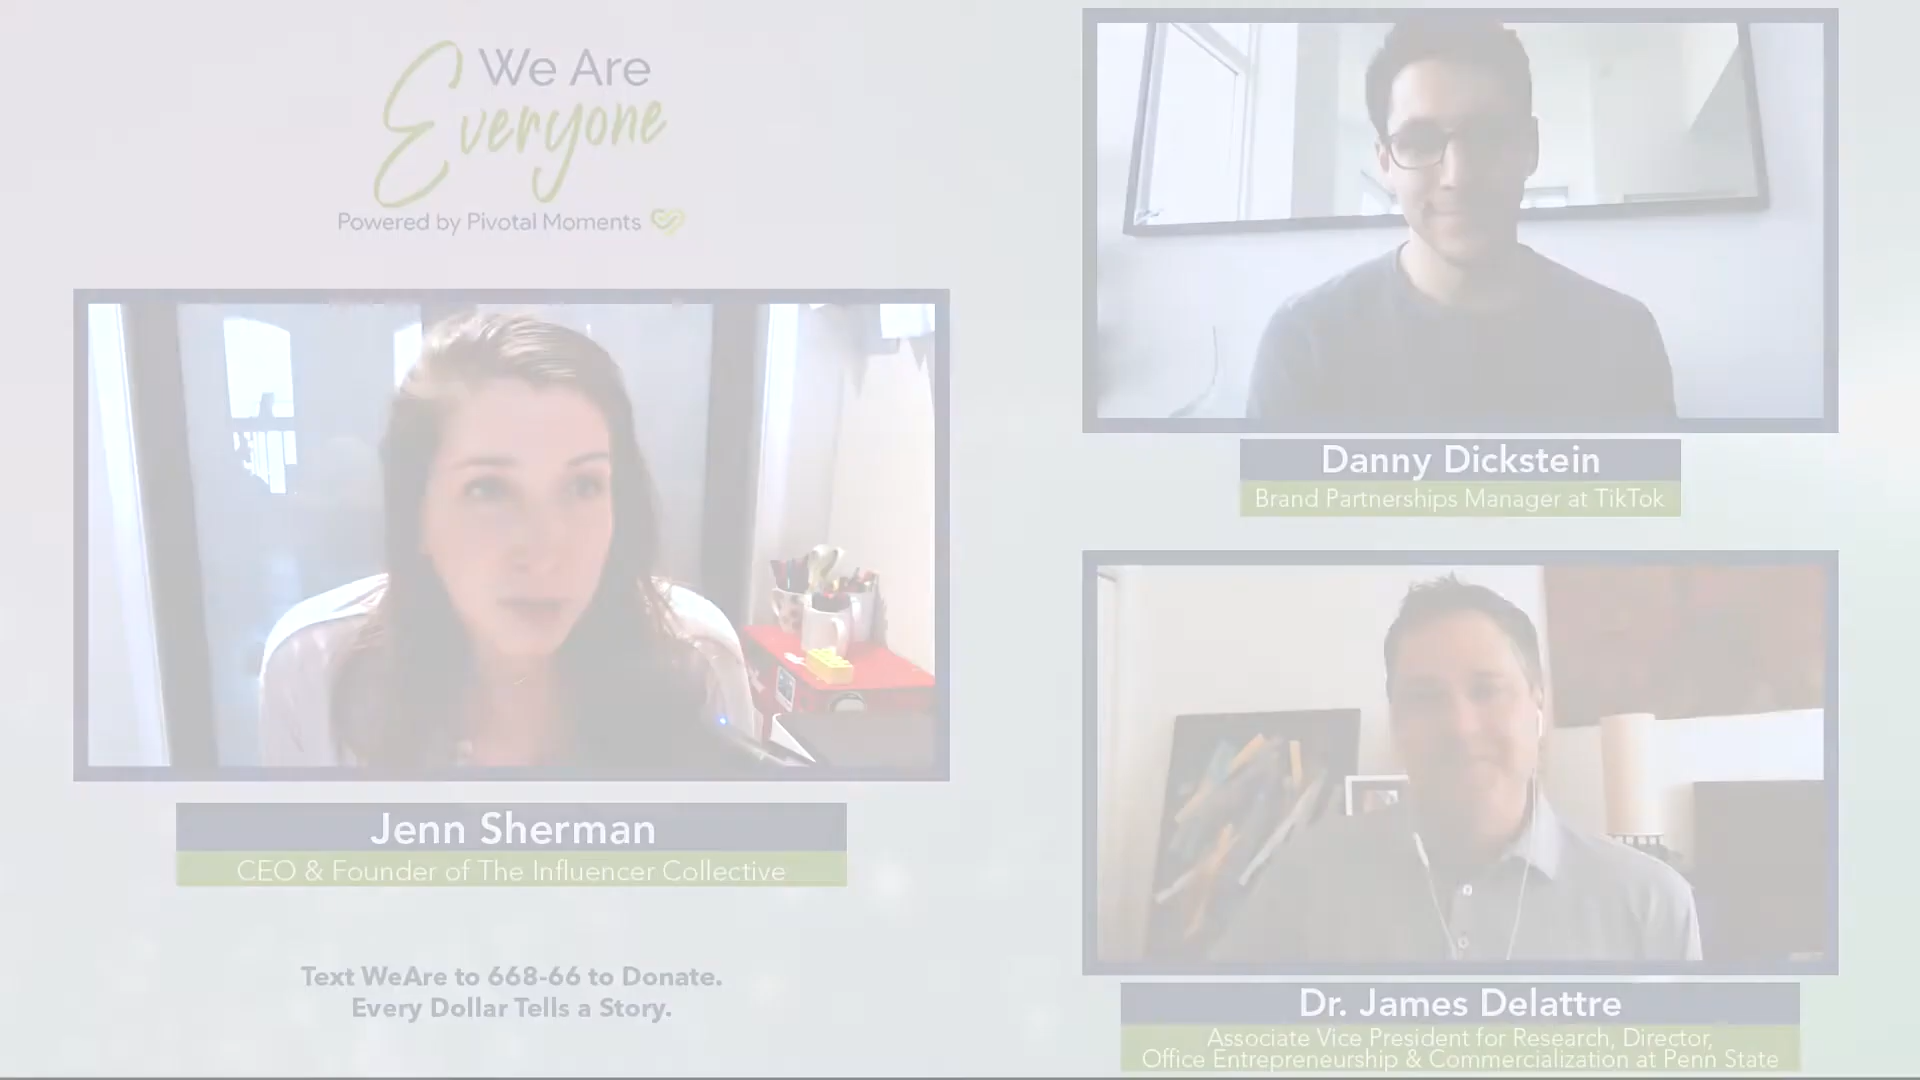 We Are
Everyone
Powered by Pivotal Moments
Danny Dickstein
Brand Partnerships Manager at TikTok
Jenn Sherman
CEO & Founder of The Influencer Collective
Text WeAre to 668-66 to Donate.
Every Dollar Tells a Story.
Dr. James Delattre
Associate Vice President for Research, Director,
Office Entrepreneurship & Commercialization at Penn State